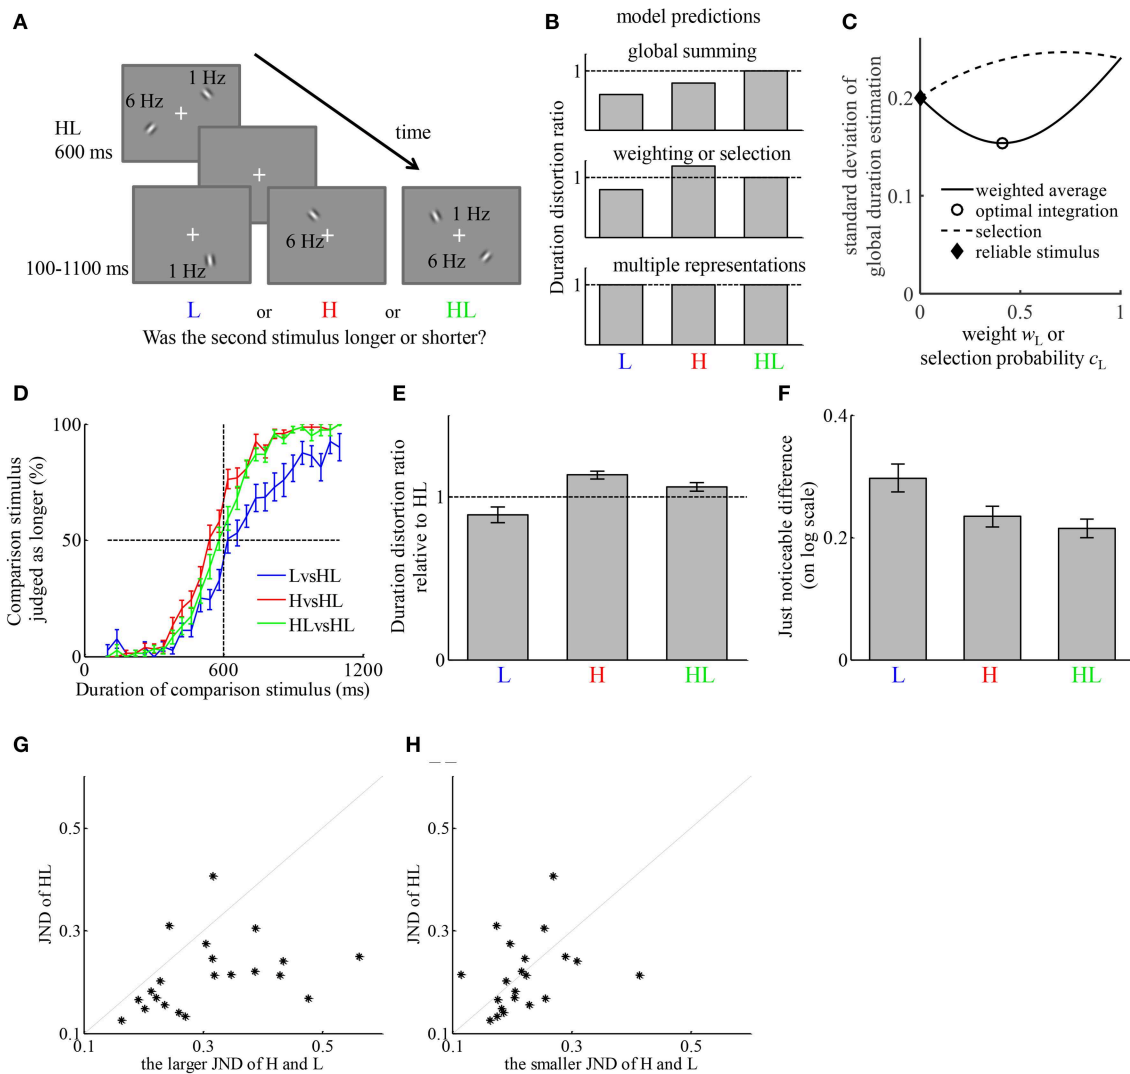 A
1 Hz
6 Hz
HL
600 ms
time
1 Hz
6 Hz
1 Hz
6 Hz
100-1100 ms
L or H or HL
Was the second stimulus longer or shorter?
B
model predictions
global summing
1
weighting or selection
1
multiple representations
1
Duration distortion ratio
L H HL
C
standard deviation of
global duration estimation
0.2
0.1
0
weighted average
optimal integration
selection
reliable stimulus
0 0.5 1
weight wL or
selection probability cL
D
Comparison stimulus
judged as longer (%)
100
50
0
LvsHL
HvsHL
HLvsHL
0 600 1200
Duration of comparison stimulus (ms)
E
Duration distortion ratio
relative to HL
1
0
L H HL
F
Just noticeable difference
(on log scale)
0.4
0.2
0
L H HL
G
JND of HL
0.5
0.3
0.1
0.1 0.3 0.5
the larger JND of H and L
H
JND of HL
0.5
0.3
0.1
0.1 0.3 0.5
the smaller JND of H and L